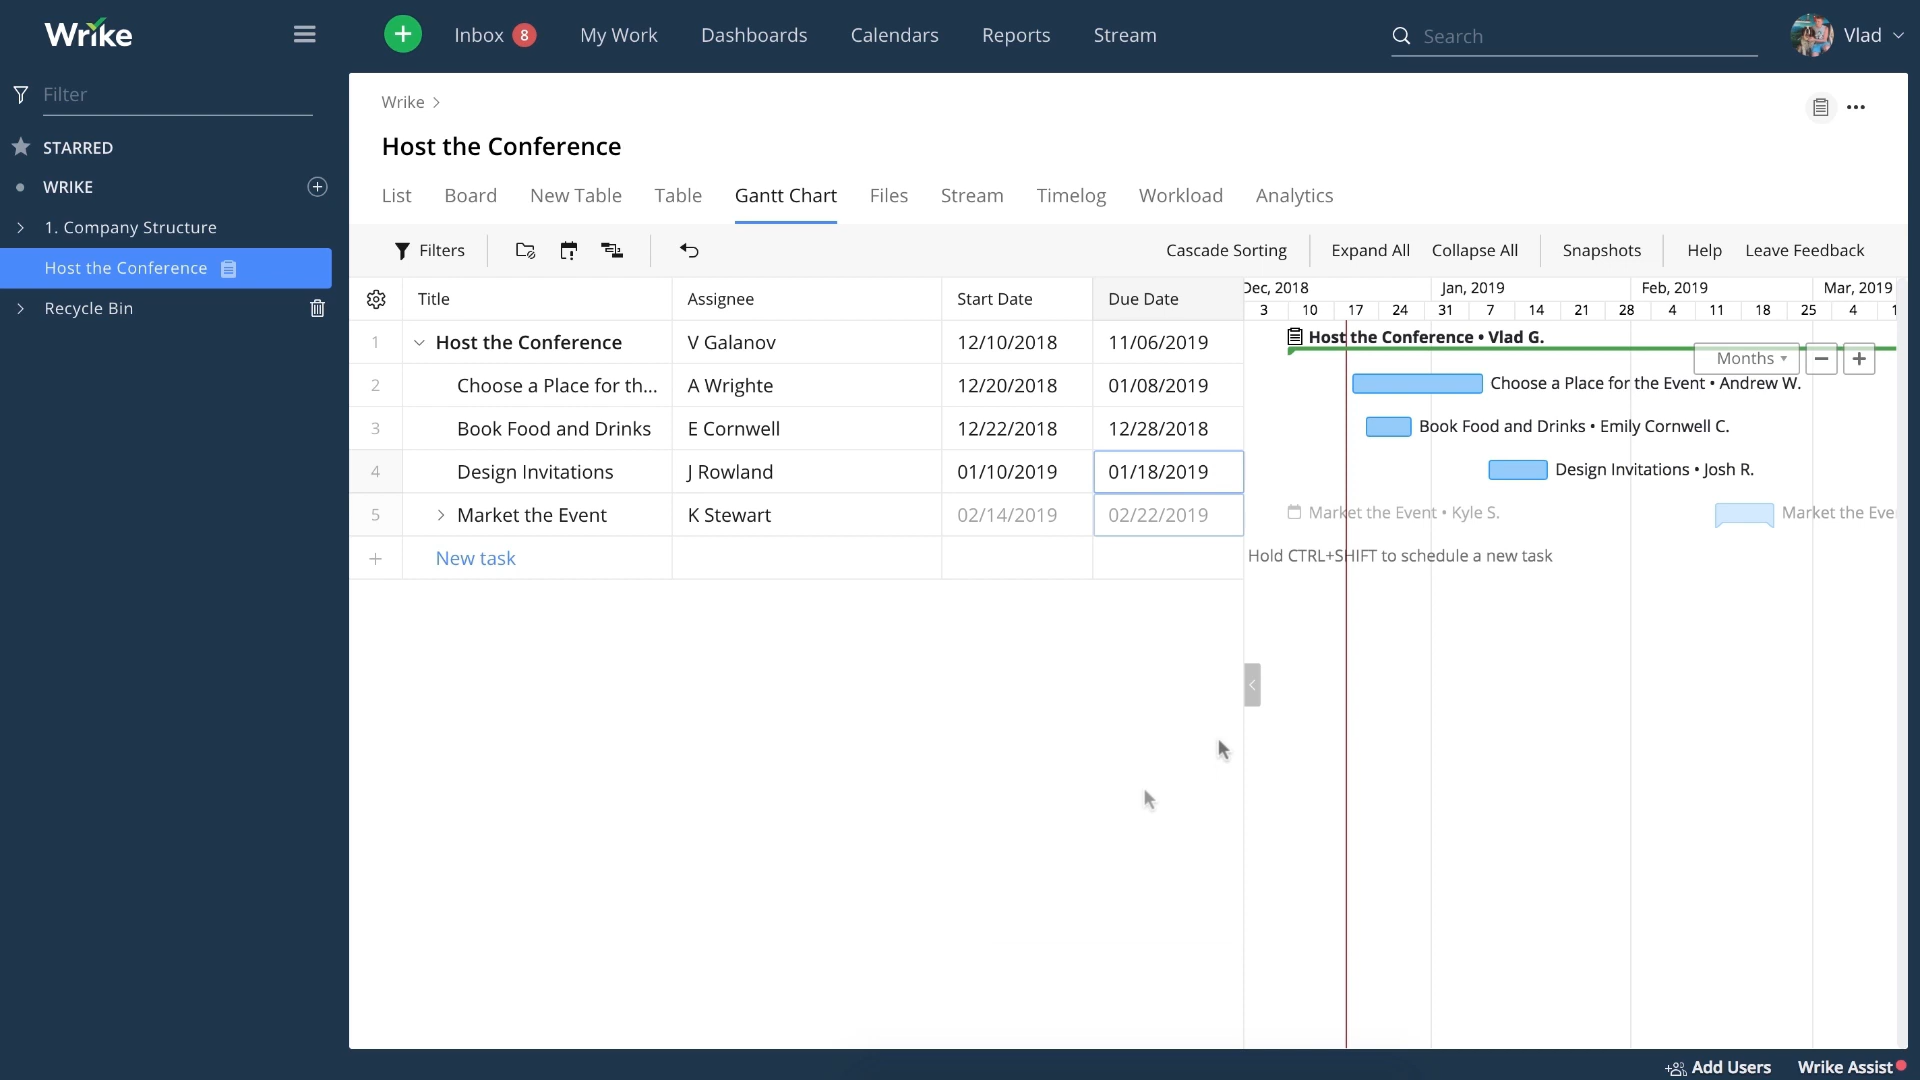 Wrike
Inbox 8 My Work Dashboards Calendars Reports Stream
Search
Vlad
Filter
STARRED
WRIKE
1. Company Structure
Host the Conference
Recycle Bin
Wrike >
Host the Conference
List Board New Table Table Gantt Chart Files Stream Timelog Workload Analytics
Filters
Cascade Sorting Expand All Collapse All Snapshots Help Leave Feedback
Title Assignee Start Date Due Date
1 Host the Conference V Galanov 12/10/2018 11/06/2019
2 Choose a Place for th... A Wrighte 12/20/2018 01/08/2019
3 Book Food and Drinks E Cornwell 12/22/2018 12/28/2018
4 Design Invitations J Rowland 01/10/2019 01/18/2019
5 Market the Event K Stewart 02/14/2019 02/22/2019
+ New task
Dec, 2018 Jan, 2019 Feb, 2019 Mar, 2019
3 10 17 24 31 7 14 21 28 4 11 18 25 4 1
Host the Conference • Vlad G.
Months − +
Choose a Place for the Event • Andrew W.
Book Food and Drinks • Emily Cornwell C.
Design Invitations • Josh R.
Market the Event • Kyle S.
Market the Eve
Hold CTRL+SHIFT to schedule a new task
Add Users Wrike Assist